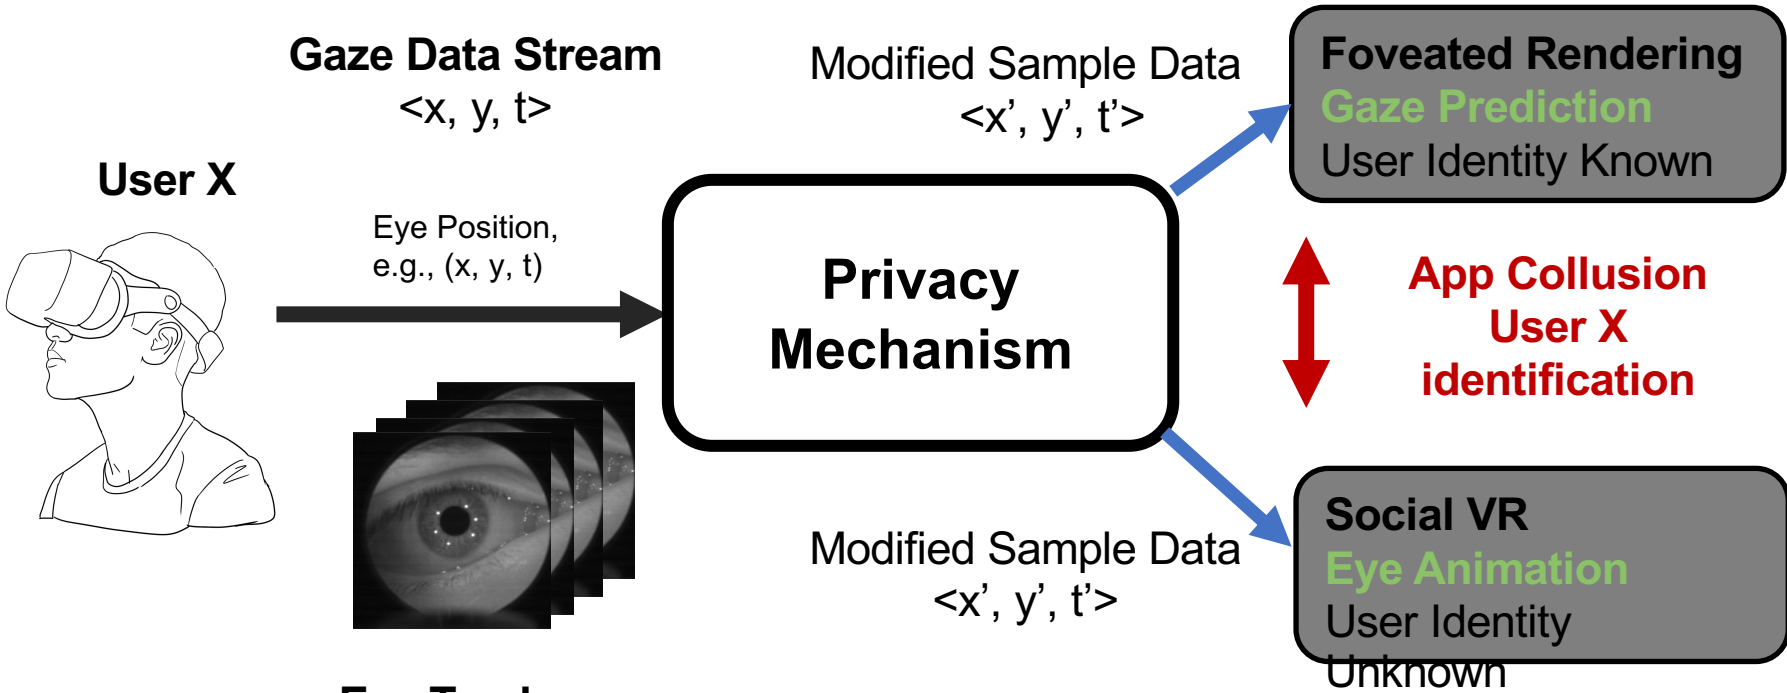 Gaze Data Stream
<x, y, t>
User X
Eye Position,
e.g., (x, y, t)
Privacy
Mechanism
Modified Sample Data
<x’, y’, t’>
Foveated Rendering
Gaze Prediction
User Identity Known
App Collusion
User X
identification
Modified Sample Data
<x’, y’, t’>
Social VR
Eye Animation
User Identity
Unknown